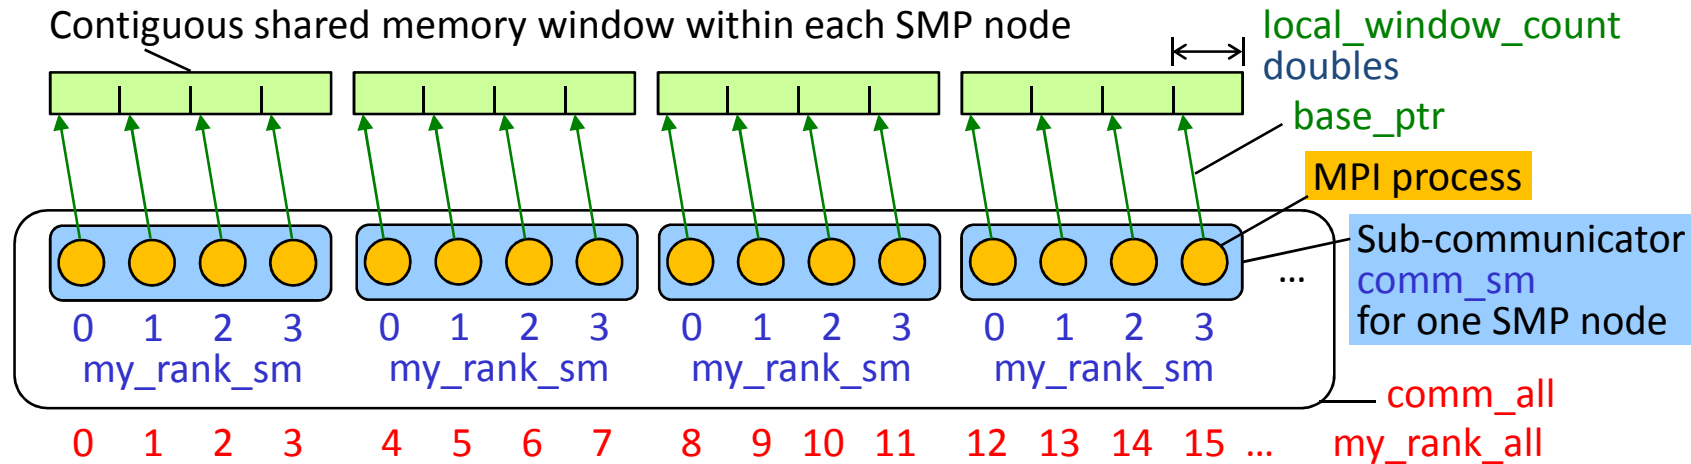 Contiguous shared memory window within each SMP node
local_window_count
doubles
base_ptr
MPI process
Sub-communicator
comm_sm
for one SMP node
...
0 1 2 3 0 1 2 3 0 1 2 3 0 1 2 3
my_rank_sm my_rank_sm my_rank_sm my_rank_sm
comm_all
0 1 2 3 4 5 6 7 8 9 10 11 12 13 14 15 ... my_rank_all